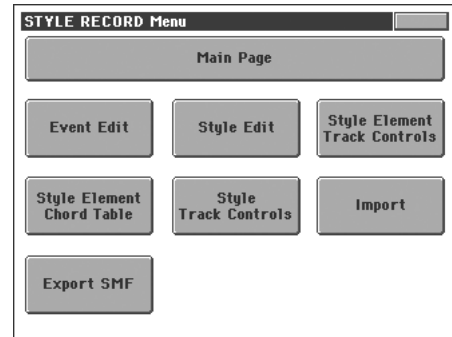 STYLE RECORD Menu
Main Page
Event Edit
Style Edit
Style Element
Track Controls
Style Element
Chord Table
Style
Track Controls
Import
Export SMF